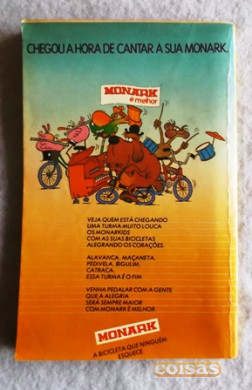 CHEGOU A HORA DE CANTAR A SUA MONARK.
MONARK
é melhor
VEJA QUEM ESTÁ CHEGANDO
UMA TURMA MUITO LOUCA
OS MONARKIDS
COM AS SUAS BICICLETAS
ALEGRANDO OS CORAÇÕES.
ALAVANCA, MAÇANETA,
PEDIVELA, BIGULIM,
CATRACA,
ESSA TURMA É O FIM
VENHA PEDALAR COM A GENTE
QUE A ALEGRIA
SERÁ SEMPRE MAIOR
COM MONARK É MELHOR
MONARK
A BICICLETA QUE NINGUÉM
ESQUECE
coisas